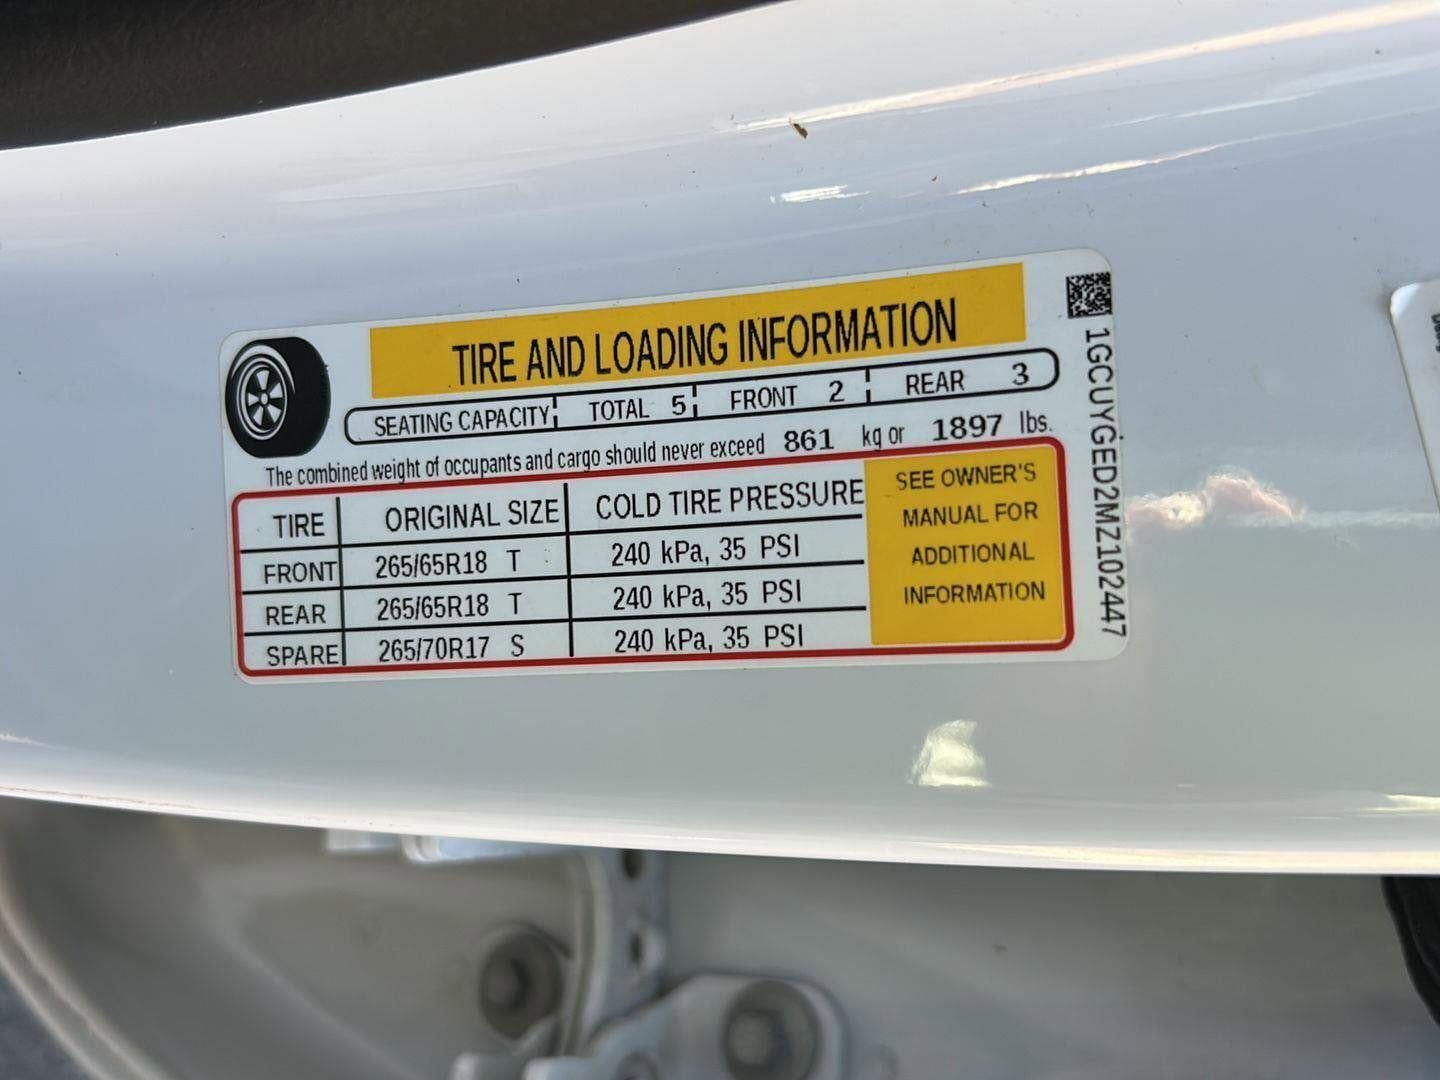 TIRE AND LOADING INFORMATION
SEATING CAPACITY TOTAL 5 FRONT 2 REAR 3
The combined weight of occupants and cargo should never exceed 861 kg or 1897 lbs.
TIRE ORIGINAL SIZE COLD TIRE PRESSURE
FRONT 265/65R18 T 240 kPa, 35 PSI
REAR 265/65R18 T 240 kPa, 35 PSI
SPARE 265/70R17 S 240 kPa, 35 PSI
SEE OWNER'S
MANUAL FOR
ADDITIONAL
INFORMATION
1GCUYGED2MZ102447